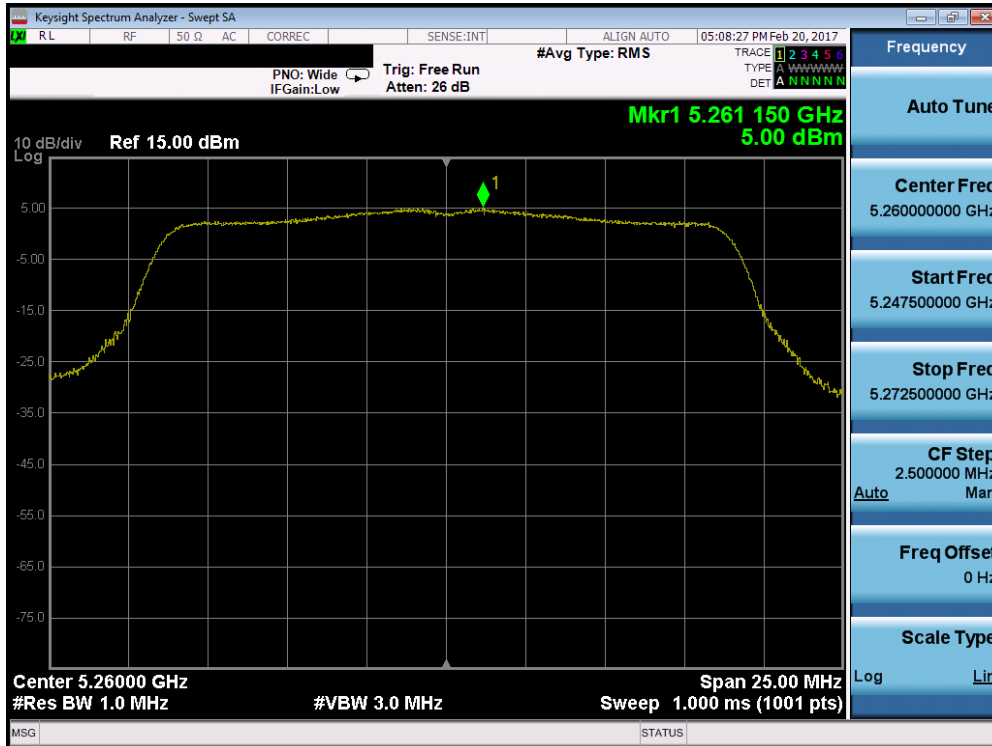 Keysight Spectrum Analyzer - Swept SA
LXI RL RF 50 Ω AC CORREC SENSE:INT ALIGN AUTO 05:08:27 PM Feb 20, 2017
#Avg Type: RMS TRACE 1 2 3 4 5 6
PNO: Wide Trig: Free Run TYPE A WWWWW
IFGain:Low Atten: 26 dB DET A N N N N N
Mkr1 5.261 150 GHz
10 dB/div Ref 15.00 dBm 5.00 dBm
Log
1
5.00
-5.00
-15.0
-25.0
-35.0
-45.0
-55.0
-65.0
-75.0
Center 5.26000 GHz Span 25.00 MHz
#Res BW 1.0 MHz #VBW 3.0 MHz Sweep 1.000 ms (1001 pts)
MSG STATUS
Frequency
Auto Tune
Center Freq
5.260000000 GHz
Start Freq
5.247500000 GHz
Stop Freq
5.272500000 GHz
CF Step
2.500000 MHz
Auto Man
Freq Offset
0 Hz
Scale Type
Log Lin